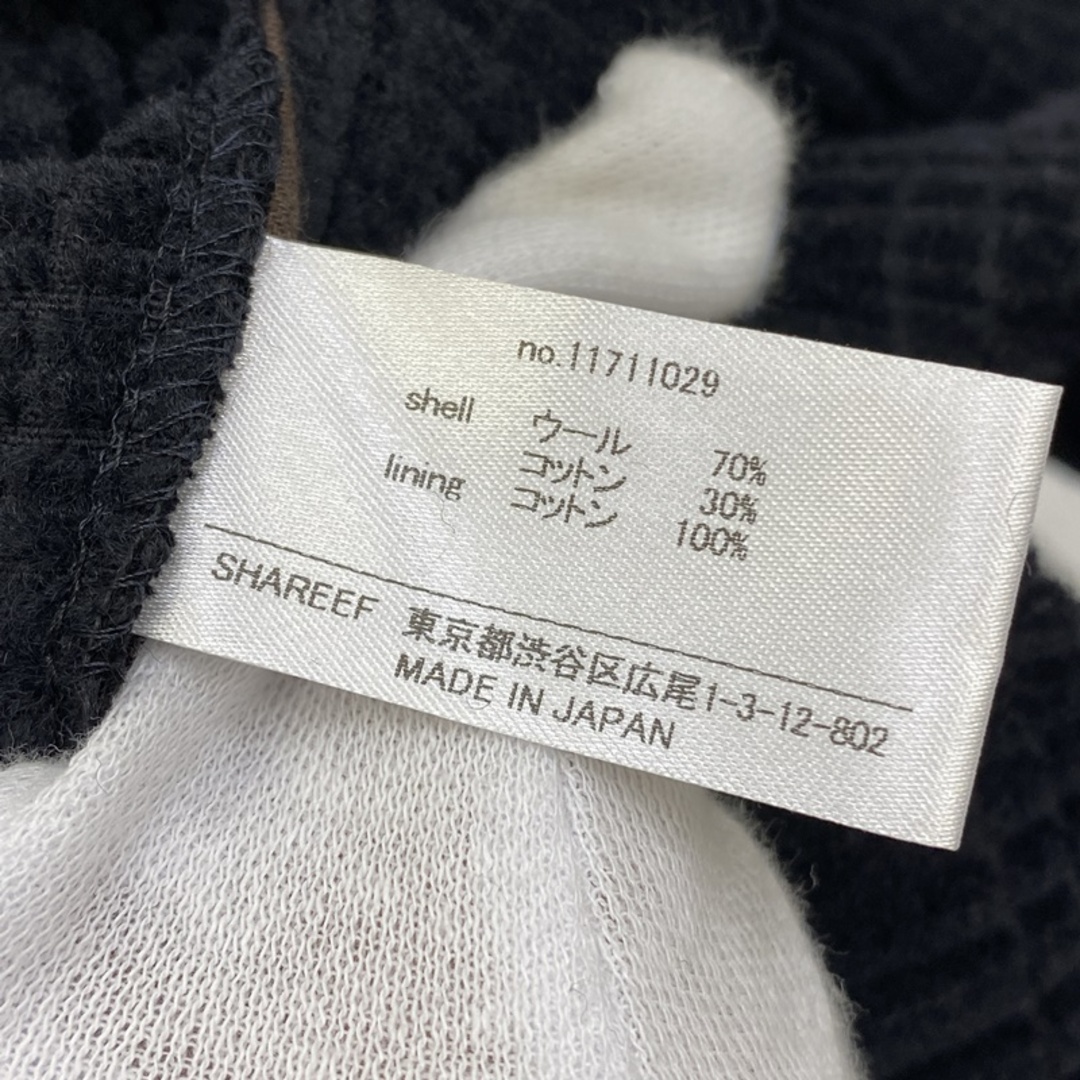 no.11711029
shell ウール 70%
コットン 30%
lining コットン 100%
SHAREEF 東京都渋谷区広尾1-3-12-802
MADE IN JAPAN